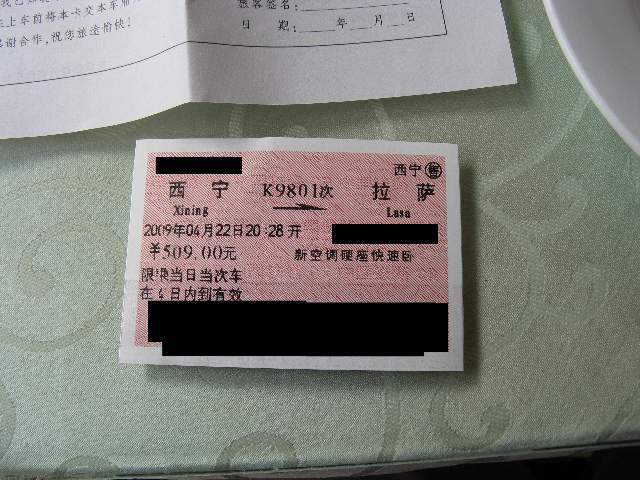 旅客签名:
上车前将本卡交本车
日 期: 年 月 日
谢合作,祝您旅途愉快!
西宁 售
西 宁 K9801次 拉 萨
Xining Lasa
2009年04月22日20:28开
¥509.00元 新空调硬座快速卧
限乘当日当次车
在4日内到有效